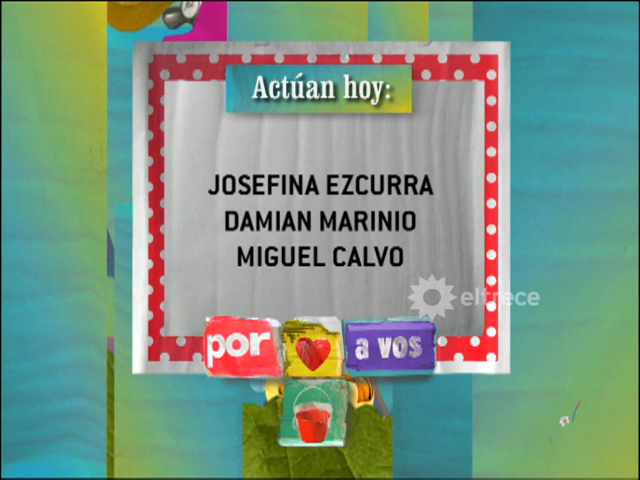 Actúan hoy:
JOSEFINA EZCURRA
DAMIAN MARINIO
MIGUEL CALVO
eltrece
por a vos